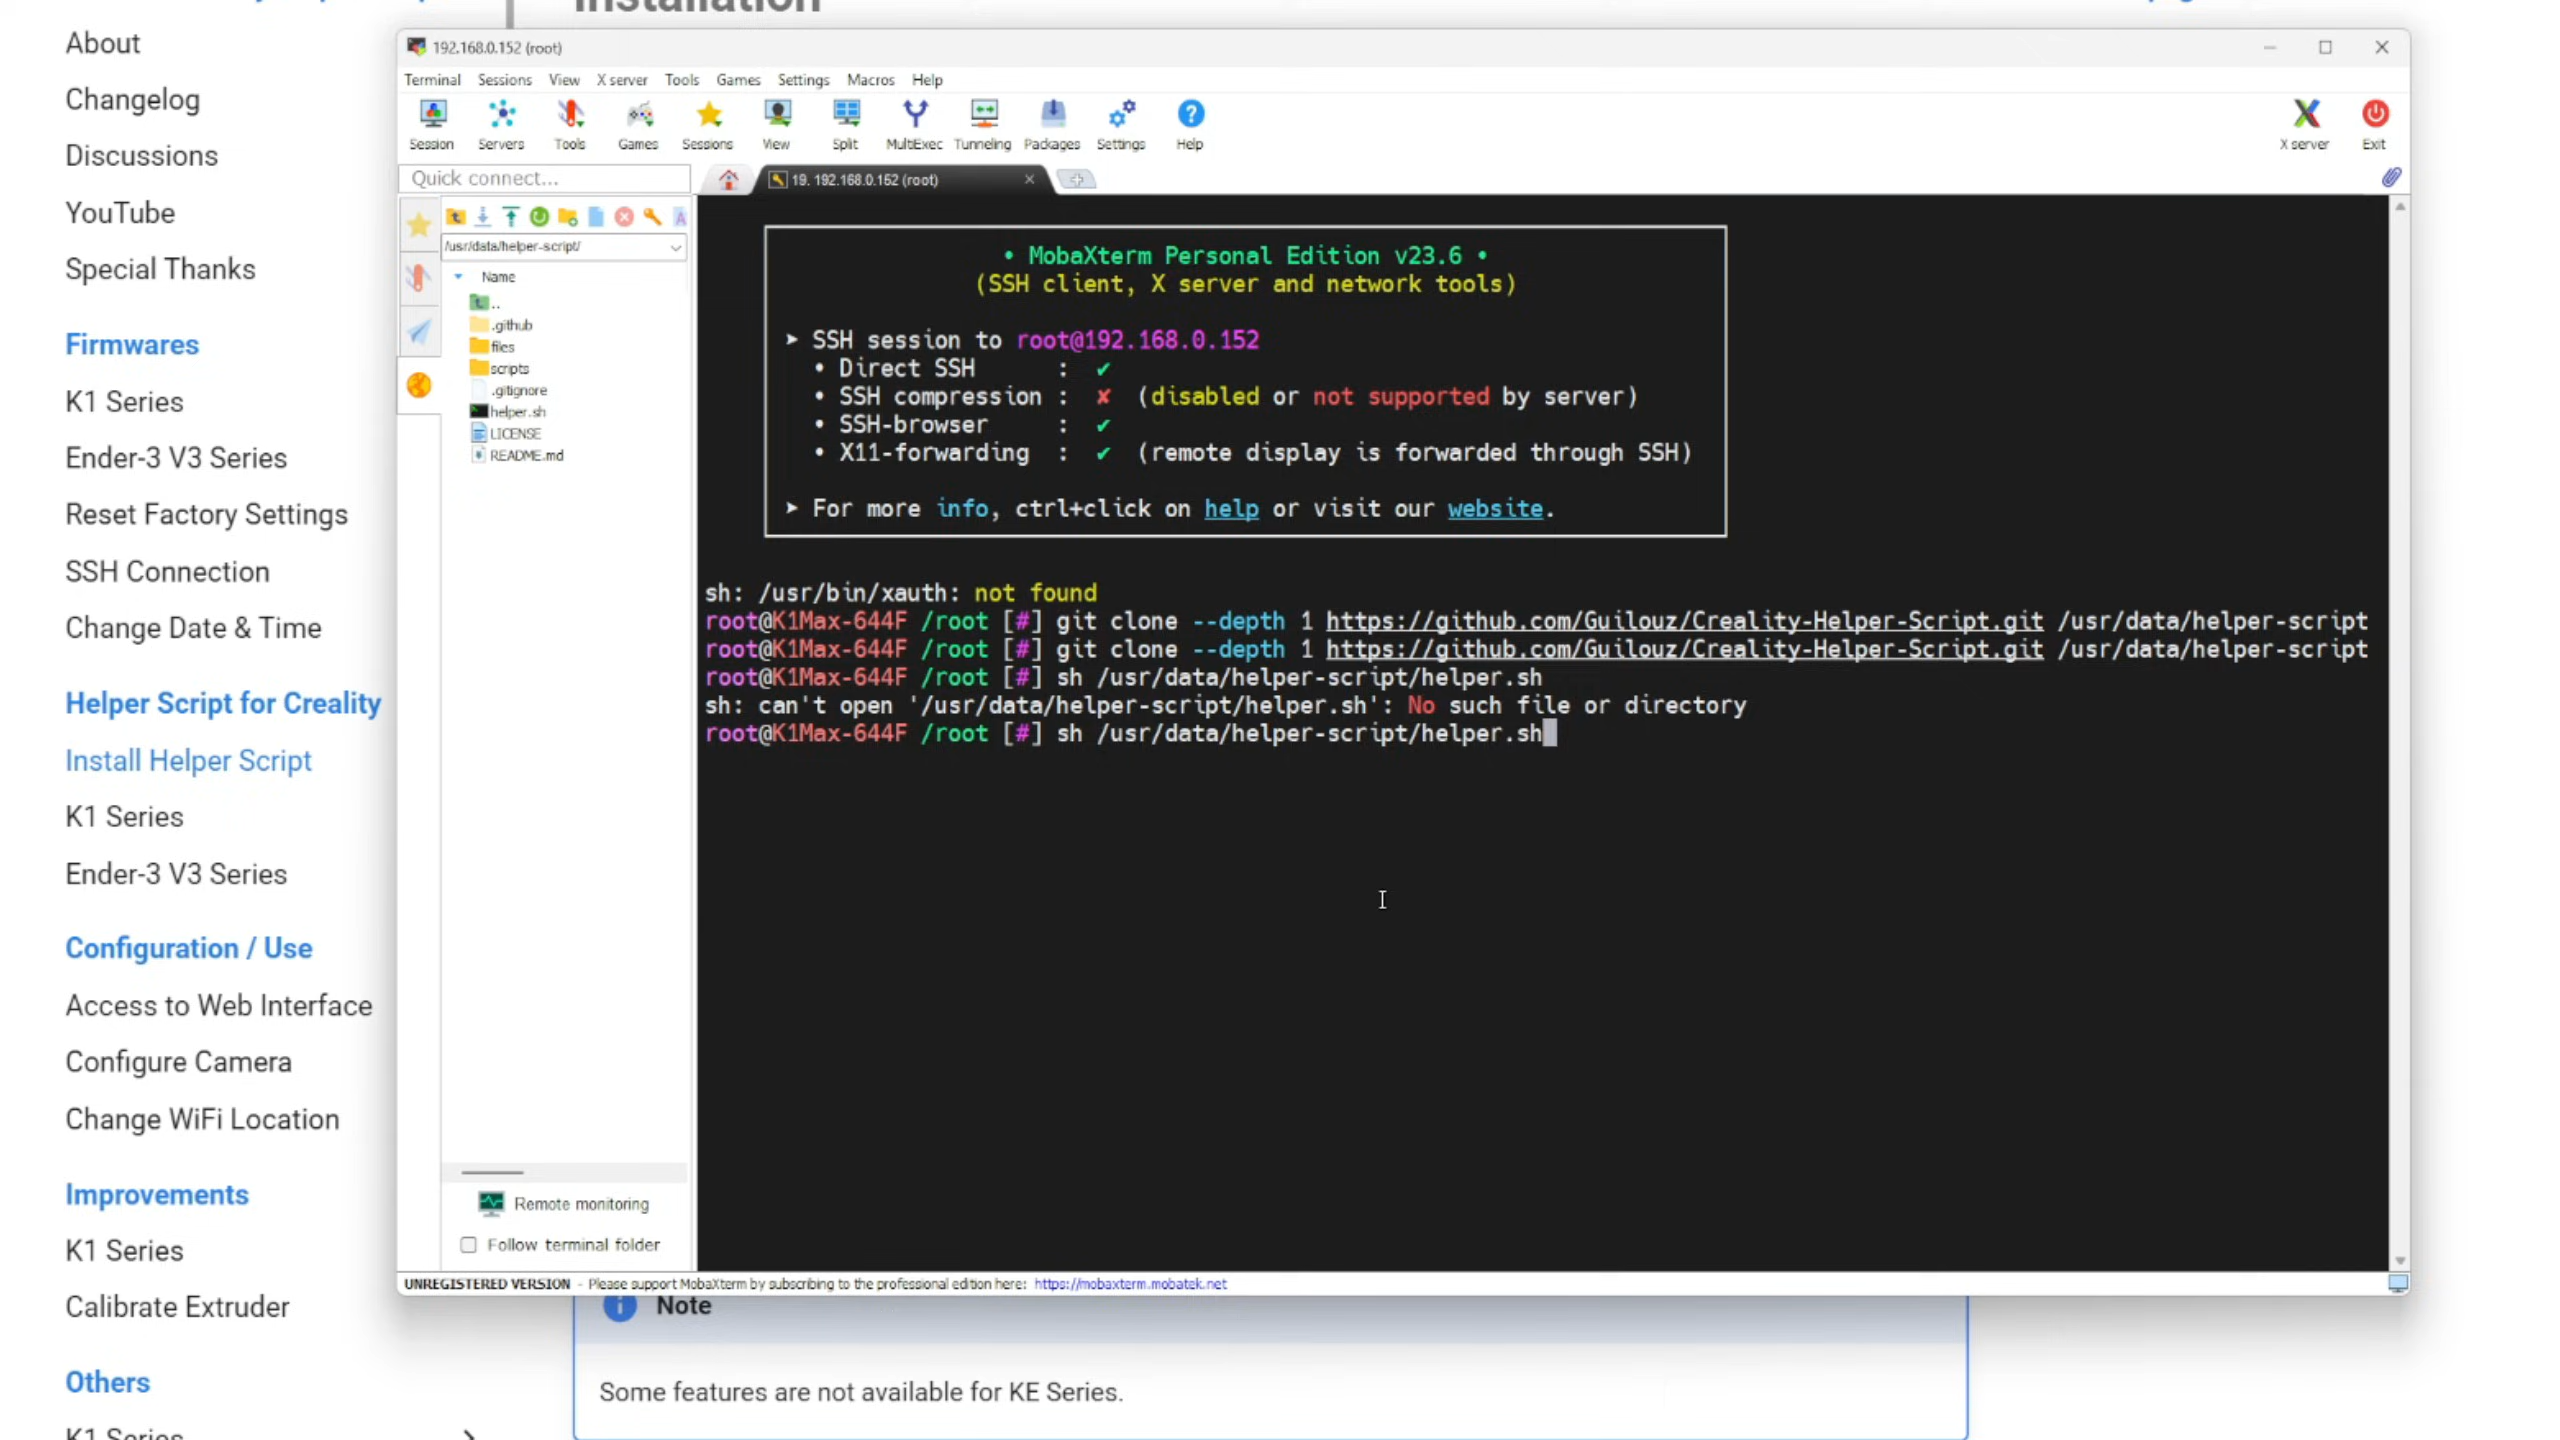 Installation
About
Changelog
Discussions
YouTube
Special Thanks
Firmwares
K1 Series
Ender-3 V3 Series
Reset Factory Settings
SSH Connection
Change Date & Time
Helper Script for Creality
Install Helper Script
K1 Series
Ender-3 V3 Series
Configuration / Use
Access to Web Interface
Configure Camera
Change WiFi Location
Improvements
K1 Series
Calibrate Extruder
Others
K1 Series
192.168.0.152 (root)
Terminal Sessions View X server Tools Games Settings Macros Help
Session Servers Tools Games Sessions View Split MultiExec Tunneling Packages Settings Help X server Exit
Quick connect...
19. 192.168.0.152 (root)
/usr/data/helper-script/
Name
..
.github
files
scripts
.gitignore
helper.sh
LICENSE
README.md
Remote monitoring
Follow terminal folder
• MobaXterm Personal Edition v23.6 •
(SSH client, X server and network tools)
➤ SSH session to root@192.168.0.152
• Direct SSH : ✔
• SSH compression : ✘ (disabled or not supported by server)
• SSH-browser : ✔
• X11-forwarding : ✔ (remote display is forwarded through SSH)
➤ For more info, ctrl+click on help or visit our website.
sh: /usr/bin/xauth: not found
root@K1Max-644F /root [#] git clone --depth 1 https://github.com/Guilouz/Creality-Helper-Script.git /usr/data/helper-script
root@K1Max-644F /root [#] git clone --depth 1 https://github.com/Guilouz/Creality-Helper-Script.git /usr/data/helper-script
root@K1Max-644F /root [#] sh /usr/data/helper-script/helper.sh
sh: can't open '/usr/data/helper-script/helper.sh': No such file or directory
root@K1Max-644F /root [#] sh /usr/data/helper-script/helper.sh
UNREGISTERED VERSION - Please support MobaXterm by subscribing to the professional edition here: https://mobaxterm.mobatek.net
Note
Some features are not available for KE Series.